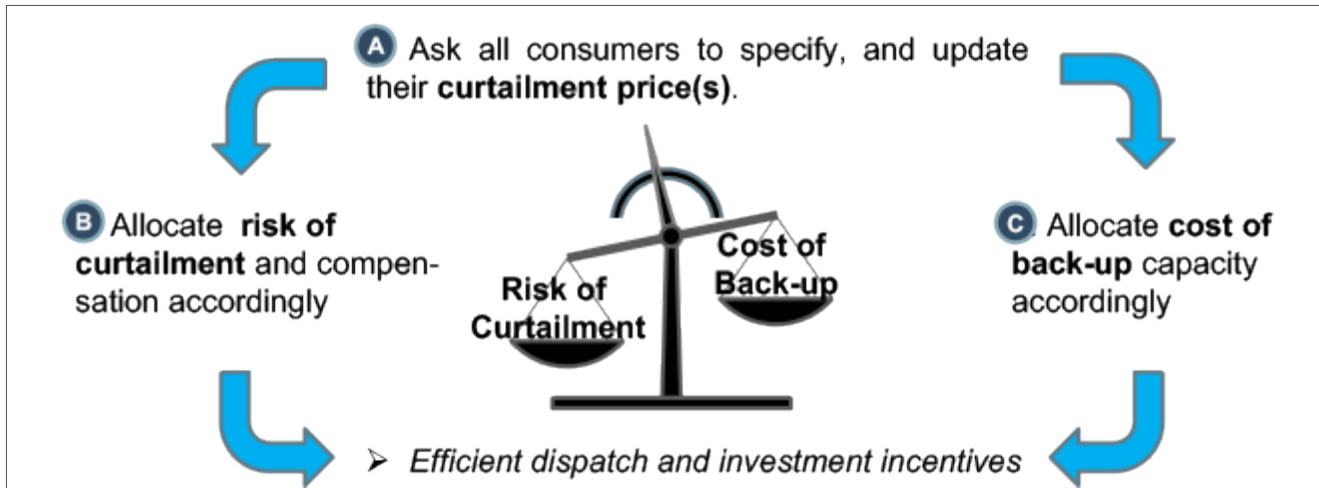 A Ask all consumers to specify, and update
their curtailment price(s).
B Allocate risk of
curtailment and compen-
sation accordingly
Risk of
Curtailment
Cost of
Back-up
C. Allocate cost of
back-up capacity
accordingly
➢ Efficient dispatch and investment incentives